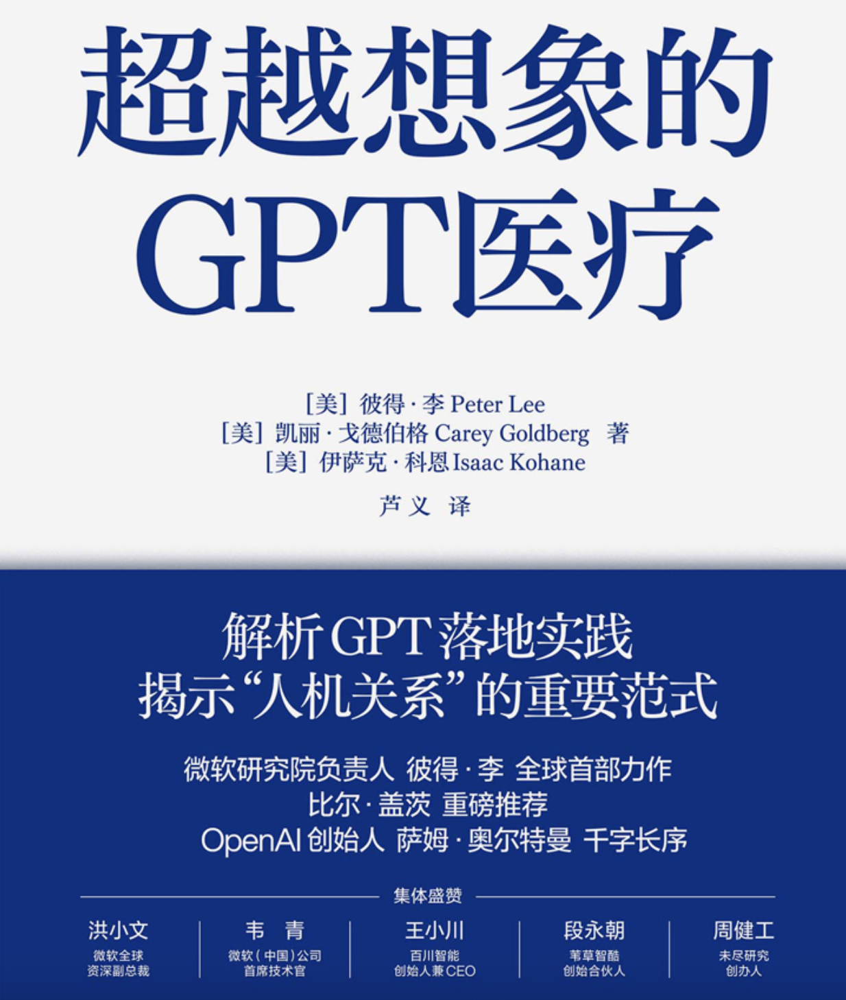 超越想象的
GPT医疗
[美] 彼得·李 Peter Lee
[美] 凯丽·戈德伯格 Carey Goldberg 著
[美] 伊萨克·科恩 Isaac Kohane
芦义 译
解析GPT落地实践
揭示“人机关系”的重要范式
微软研究院负责人 彼得·李 全球首部力作
比尔·盖茨 重磅推荐
OpenAI创始人 萨姆·奥尔特曼 千字长序
集体盛赞
洪小文
微软全球
资深副总裁
韦 青
微软(中国)公司
首席技术官
王小川
百川智能
创始人兼CEO
段永朝
苇草智酷
创始合伙人
周健工
未尽研究
创办人